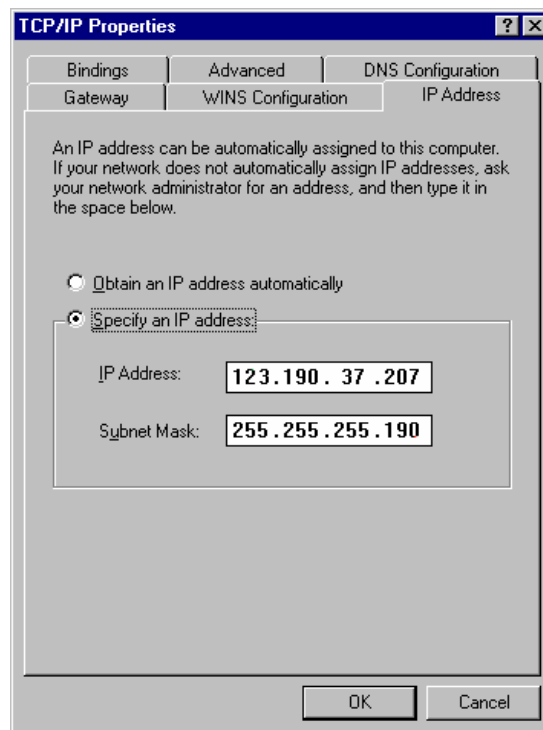 TCP/IP Properties
Bindings Advanced DNS Configuration
Gateway WINS Configuration IP Address
An IP address can be automatically assigned to this computer.
If your network does not automatically assign IP addresses, ask
your network administrator for an address, and then type it in
the space below.
Obtain an IP address automatically
Specify an IP address:
IP Address: 123.190. 37 .207
Subnet Mask: 255.255.255.190
OK Cancel